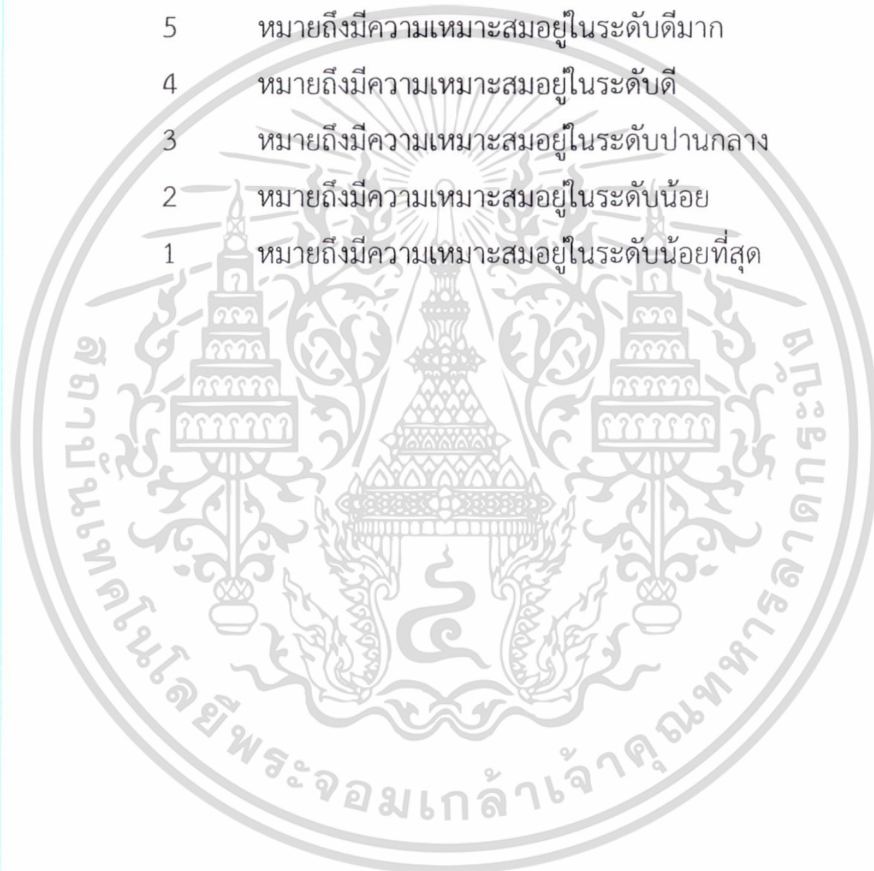 5 หมายถึงมีความเหมาะสมอยู่ในระดับดีมาก
4 หมายถึงมีความเหมาะสมอยู่ในระดับดี
3 หมายถึงมีความเหมาะสมอยู่ในระดับปานกลาง
2 หมายถึงมีความเหมาะสมอยู่ในระดับน้อย
1 หมายถึงมีความเหมาะสมอยู่ในระดับน้อยที่สุด
สถาบันเทคโนโลยีพระจอมเกล้าเจ้าคุณทหารลาดกระบัง
๔